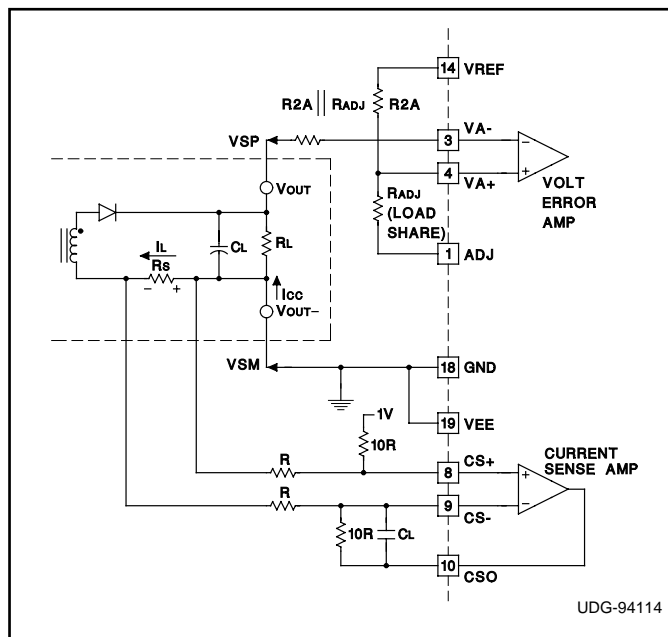 14 VREF
R2A || RADJ R2A
VSP
3 VA-
VOUT
4 VA+
VOLT
ERROR
AMP
RADJ
(LOAD
SHARE)
1 ADJ
IL
RS
- +
CL
RL
ICC
VOUT-
VSM
18 GND
19 VEE
1V
10R
CURRENT
SENSE AMP
R
8 CS+
R
9 CS-
10R
CL
10 CSO
- +
+ -
UDG-94114